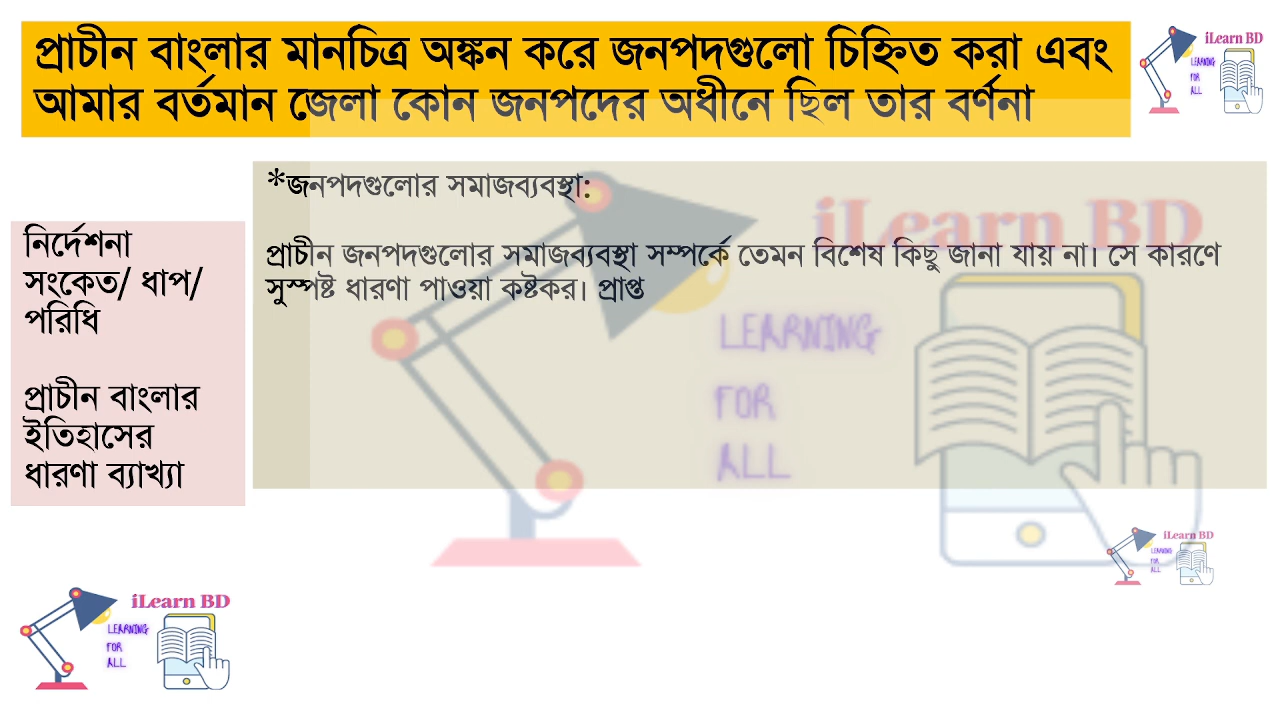 প্রাচীন বাংলার মানচিত্র অঙ্কন করে জনপদগুলো চিহ্নিত করা এবং
আমার বর্তমান জেলা কোন জনপদের অধীনে ছিল তার বর্ণনা
iLearn BD
LEARNING
FOR
ALL
*জনপদগুলোর সমাজব্যবস্থা:
প্রাচীন জনপদগুলোর সমাজব্যবস্থা সম্পর্কে তেমন বিশেষ কিছু জানা যায় না। সে কারণে
সুস্পষ্ট ধারণা পাওয়া কষ্টকর। প্রাপ্ত
নির্দেশনা
সংকেত/ ধাপ/
পরিধি
প্রাচীন বাংলার
ইতিহাসের
ধারণা ব্যাখ্যা
iLearn BD
LEARNING
FOR
ALL
iLearn BD
LEARNING
FOR
ALL
iLearn BD
LEARNING
FOR
ALL